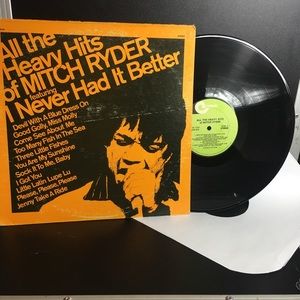 All the
Heavy Hits
of MITCH RYDER
featuring
I Never Had It Better
Devil With A Blue Dress On
Good Golly, Miss Molly
Come See About Me
Too Many Fish In The Sea
Three Little Fishes
You Are My Sunshine
Sock It To Me, Baby
I Got You
Little Latin Lupe Lu
Please, Please, Please
Jenny Take A Ride